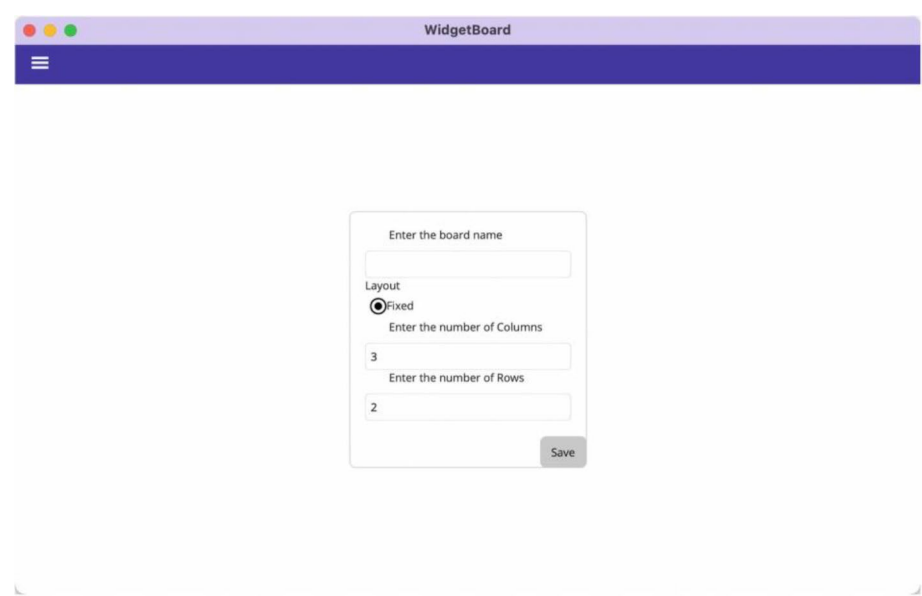 WidgetBoard
Enter the board name
Layout
Fixed
Enter the number of Columns
3
Enter the number of Rows
2
Save